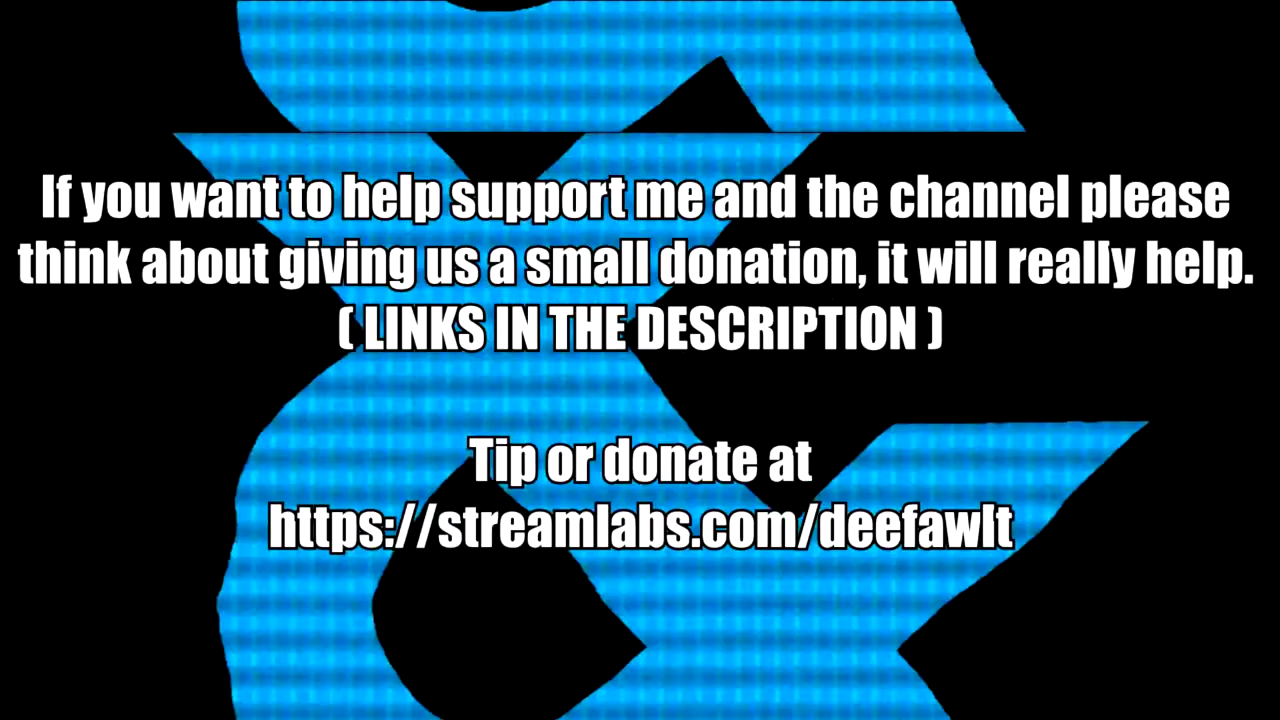 If you want to help support me and the channel please
think about giving us a small donation, it will really help.
( LINKS IN THE DESCRIPTION )
Tip or donate at
https://streamlabs.com/deefawlt